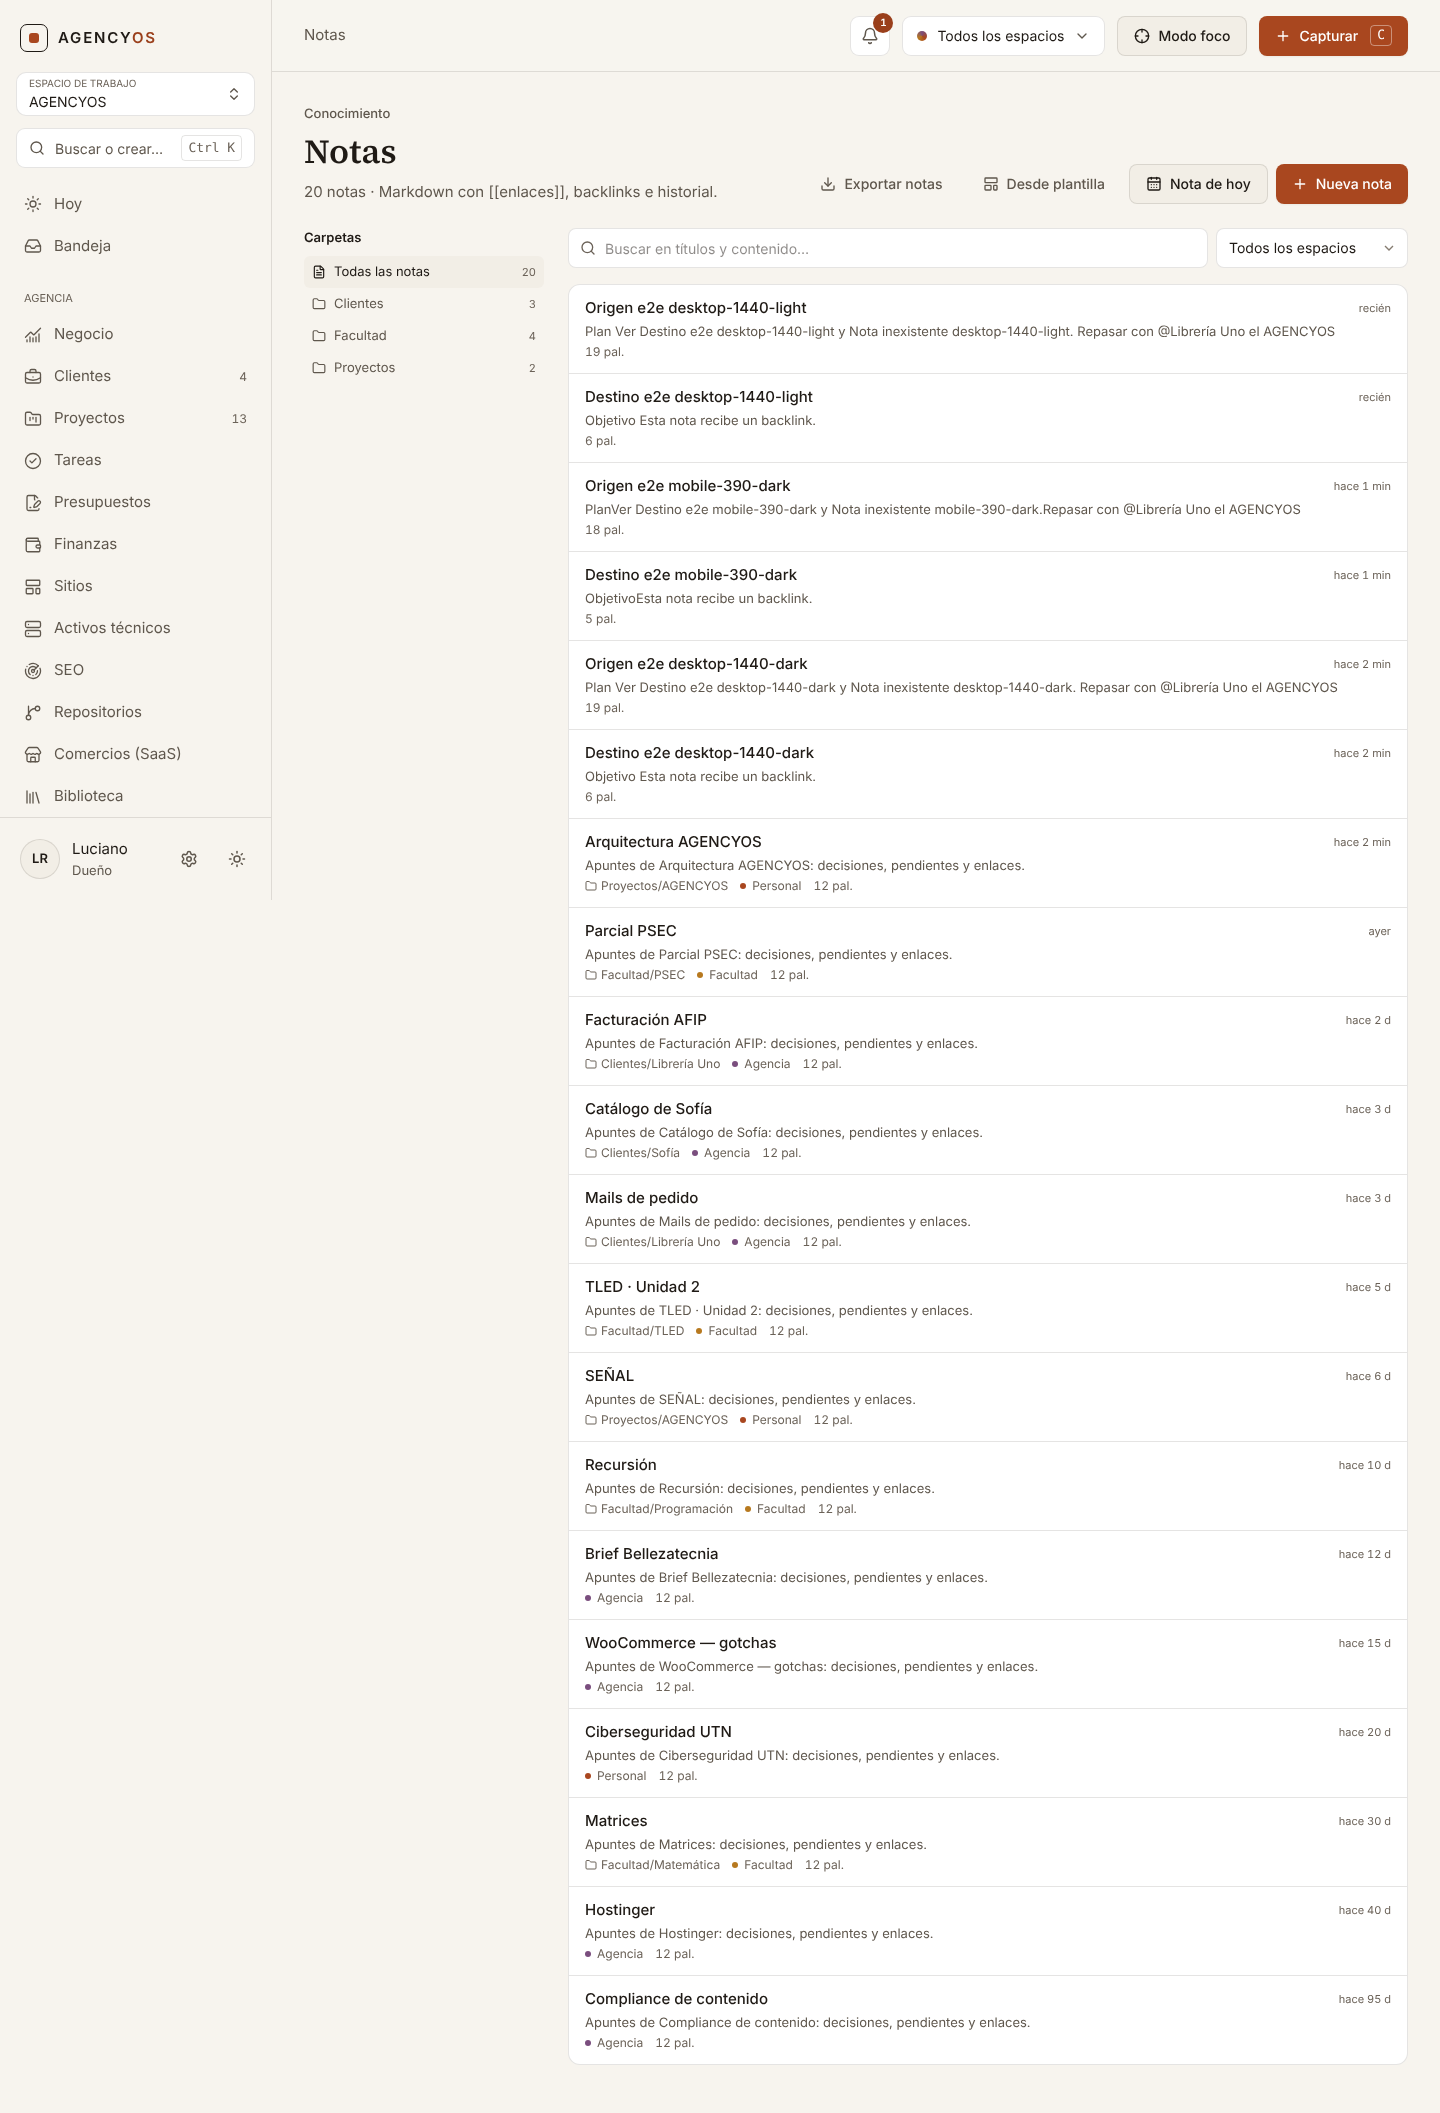 AGENCYOS
ESPACIO DE TRABAJO
AGENCYOS
Buscar o crear... Ctrl K
Hoy
Bandeja
AGENCIA
Negocio
Clientes 4
Proyectos 13
Tareas
Presupuestos
Finanzas
Sitios
Activos técnicos
SEO
Repositorios
Comercios (SaaS)
Biblioteca
LR
Luciano
Dueño
Notas
1
Todos los espacios
Modo foco
Capturar C
Conocimiento
Notas
20 notas · Markdown con [[enlaces]], backlinks e historial.
Exportar notas
Desde plantilla
Nota de hoy
Nueva nota
Carpetas
Todas las notas 20
Clientes 3
Facultad 4
Proyectos 2
Buscar en títulos y contenido...
Todos los espacios
Origen e2e desktop-1440-light recién
Plan Ver Destino e2e desktop-1440-light y Nota inexistente desktop-1440-light. Repasar con @Librería Uno el AGENCYOS
19 pal.
Destino e2e desktop-1440-light recién
Objetivo Esta nota recibe un backlink.
6 pal.
Origen e2e mobile-390-dark hace 1 min
PlanVer Destino e2e mobile-390-dark y Nota inexistente mobile-390-dark.Repasar con @Librería Uno el AGENCYOS
18 pal.
Destino e2e mobile-390-dark hace 1 min
ObjetivoEsta nota recibe un backlink.
5 pal.
Origen e2e desktop-1440-dark hace 2 min
Plan Ver Destino e2e desktop-1440-dark y Nota inexistente desktop-1440-dark. Repasar con @Librería Uno el AGENCYOS
19 pal.
Destino e2e desktop-1440-dark hace 2 min
Objetivo Esta nota recibe un backlink.
6 pal.
Arquitectura AGENCYOS hace 2 min
Apuntes de Arquitectura AGENCYOS: decisiones, pendientes y enlaces.
Proyectos/AGENCYOS Personal 12 pal.
Parcial PSEC ayer
Apuntes de Parcial PSEC: decisiones, pendientes y enlaces.
Facultad/PSEC Facultad 12 pal.
Facturación AFIP hace 2 d
Apuntes de Facturación AFIP: decisiones, pendientes y enlaces.
Clientes/Librería Uno Agencia 12 pal.
Catálogo de Sofía hace 3 d
Apuntes de Catálogo de Sofía: decisiones, pendientes y enlaces.
Clientes/Sofía Agencia 12 pal.
Mails de pedido hace 3 d
Apuntes de Mails de pedido: decisiones, pendientes y enlaces.
Clientes/Librería Uno Agencia 12 pal.
TLED · Unidad 2 hace 5 d
Apuntes de TLED · Unidad 2: decisiones, pendientes y enlaces.
Facultad/TLED Facultad 12 pal.
SEÑAL hace 6 d
Apuntes de SEÑAL: decisiones, pendientes y enlaces.
Proyectos/AGENCYOS Personal 12 pal.
Recursión hace 10 d
Apuntes de Recursión: decisiones, pendientes y enlaces.
Facultad/Programación Facultad 12 pal.
Brief Bellezatecnia hace 12 d
Apuntes de Brief Bellezatecnia: decisiones, pendientes y enlaces.
Agencia 12 pal.
WooCommerce — gotchas hace 15 d
Apuntes de WooCommerce — gotchas: decisiones, pendientes y enlaces.
Agencia 12 pal.
Ciberseguridad UTN hace 20 d
Apuntes de Ciberseguridad UTN: decisiones, pendientes y enlaces.
Personal 12 pal.
Matrices hace 30 d
Apuntes de Matrices: decisiones, pendientes y enlaces.
Facultad/Matemática Facultad 12 pal.
Hostinger hace 40 d
Apuntes de Hostinger: decisiones, pendientes y enlaces.
Agencia 12 pal.
Compliance de contenido hace 95 d
Apuntes de Compliance de contenido: decisiones, pendientes y enlaces.
Agencia 12 pal.